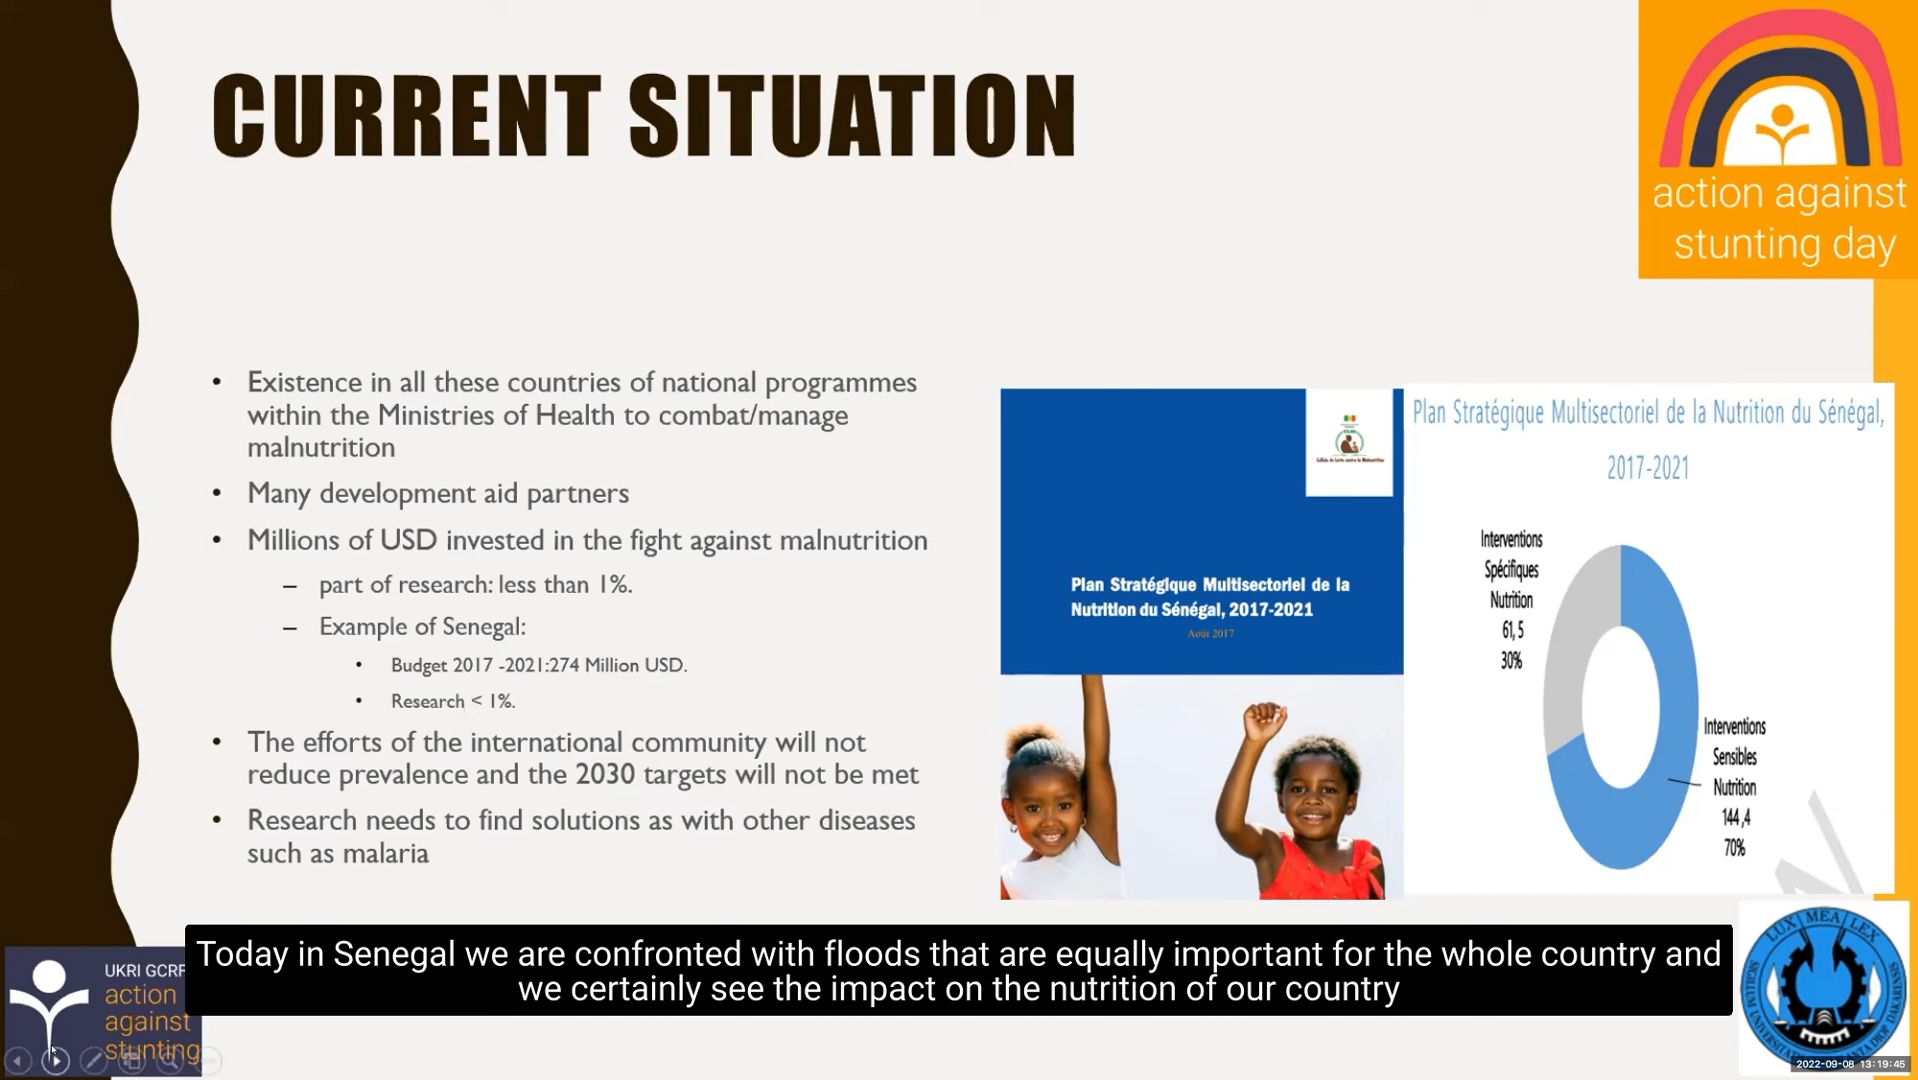 CURRENT SITUATION
action against
stunting day
• Existence in all these countries of national programmes
within the Ministries of Health to combat/manage
malnutrition
• Many development aid partners
• Millions of USD invested in the fight against malnutrition
– part of research: less than 1%.
– Example of Senegal:
• Budget 2017 -2021:274 Million USD.
• Research < 1%.
• The efforts of the international community will not
reduce prevalence and the 2030 targets will not be met
• Research needs to find solutions as with other diseases
such as malaria
Cellule de Lutte contre la Malnutrition
Plan Stratégique Multisectoriel de la
Nutrition du Sénégal, 2017-2021
Août 2017
Plan Stratégique Multisectoriel de la Nutrition du Sénégal,
2017-2021
Interventions
Spécifiques
Nutrition
61,5
30%
Interventions
Sensibles
Nutrition
144,4
70%
Today in Senegal we are confronted with floods that are equally important for the whole country and
we certainly see the impact on the nutrition of our country
UKRI GCRF
action
against
stunting
LUX MEA LEX
2022-09-08 13:19:45